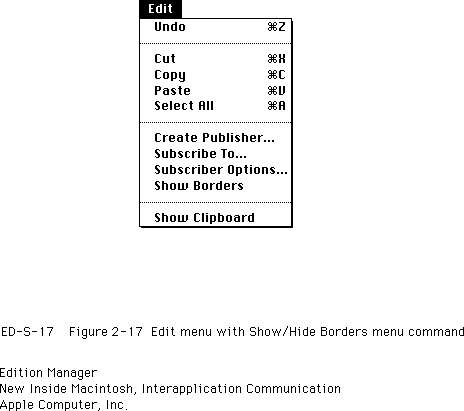 Edit
Undo ⌘Z
Cut ⌘X
Copy ⌘C
Paste ⌘V
Select All ⌘A
Create Publisher...
Subscribe To...
Subscriber Options...
Show Borders
Show Clipboard
ED-S-17 Figure 2-17 Edit menu with Show/Hide Borders menu command
Edition Manager
New Inside Macintosh, Interapplication Communication
Apple Computer, Inc.